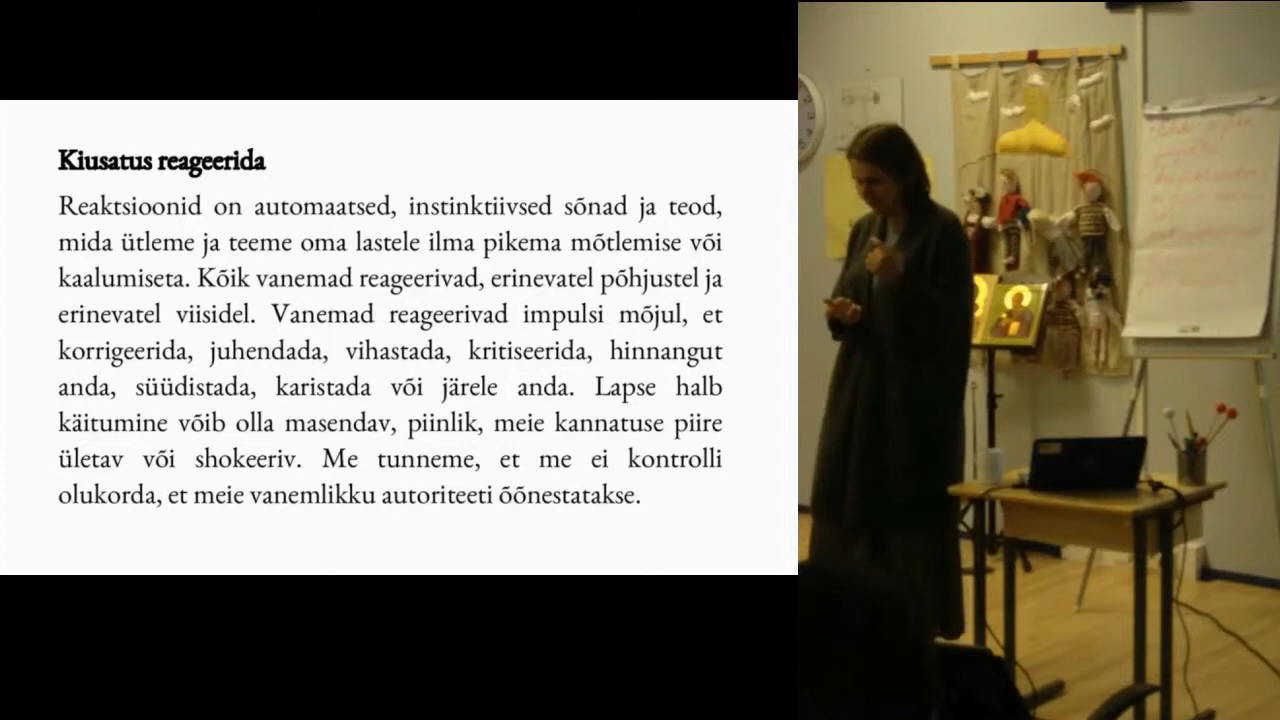 Kiusatus reageerida
Reaktsioonid on automaatsed, instinktiivsed sõnad ja teod,
mida ütleme ja teeme oma lastele ilma pikema mõtlemise või
kaalumiseta. Kõik vanemad reageerivad, erinevatel põhjustel ja
erinevatel viisidel. Vanemad reageerivad impulsi mõjul, et
korrigeerida, juhendada, vihastada, kritiseerida, hinnangut
anda, süüdistada, karistada või järele anda. Lapse halb
käitumine võib olla masendav, piinlik, meie kannatuse piire
ületav või shokeeriv. Me tunneme, et me ei kontrolli
olukorda, et meie vanemlikku autoriteeti õõnestatakse.